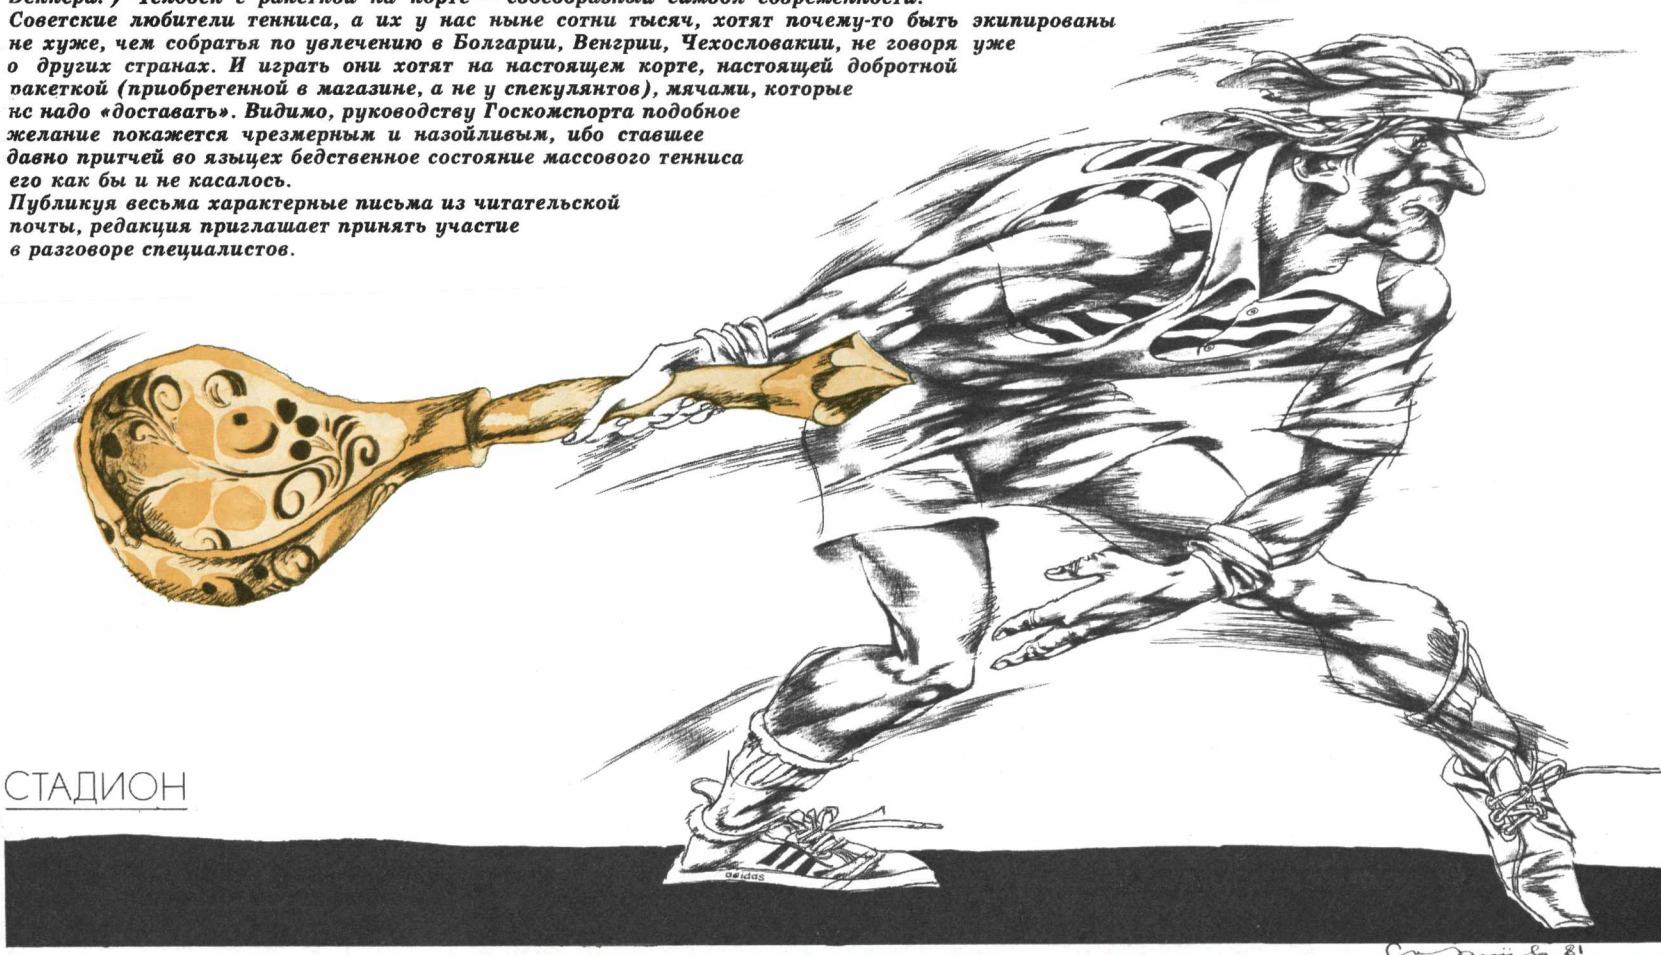 Советские любители тенниса, а их у нас ныне сотни тысяч, хотят почему-то быть экипированы
не хуже, чем собратья по увлечению в Болгарии, Венгрии, Чехословакии, не говоря уже
о других странах. И играть они хотят на настоящем корте, настоящей добротной
ракеткой (приобретенной в магазине, а не у спекулянтов), мячами, которые
не надо «доставать». Видимо, руководству Госкомспорта подобное
желание покажется чрезмерным и назойливым, ибо ставшее
давно притчей во языцех бедственное состояние массового тенниса
его как бы и не касалось.
Публикуя весьма характерные письма из читательской
почты, редакция приглашает принять участие
в разговоре специалистов.
СТАДИОН
adidas